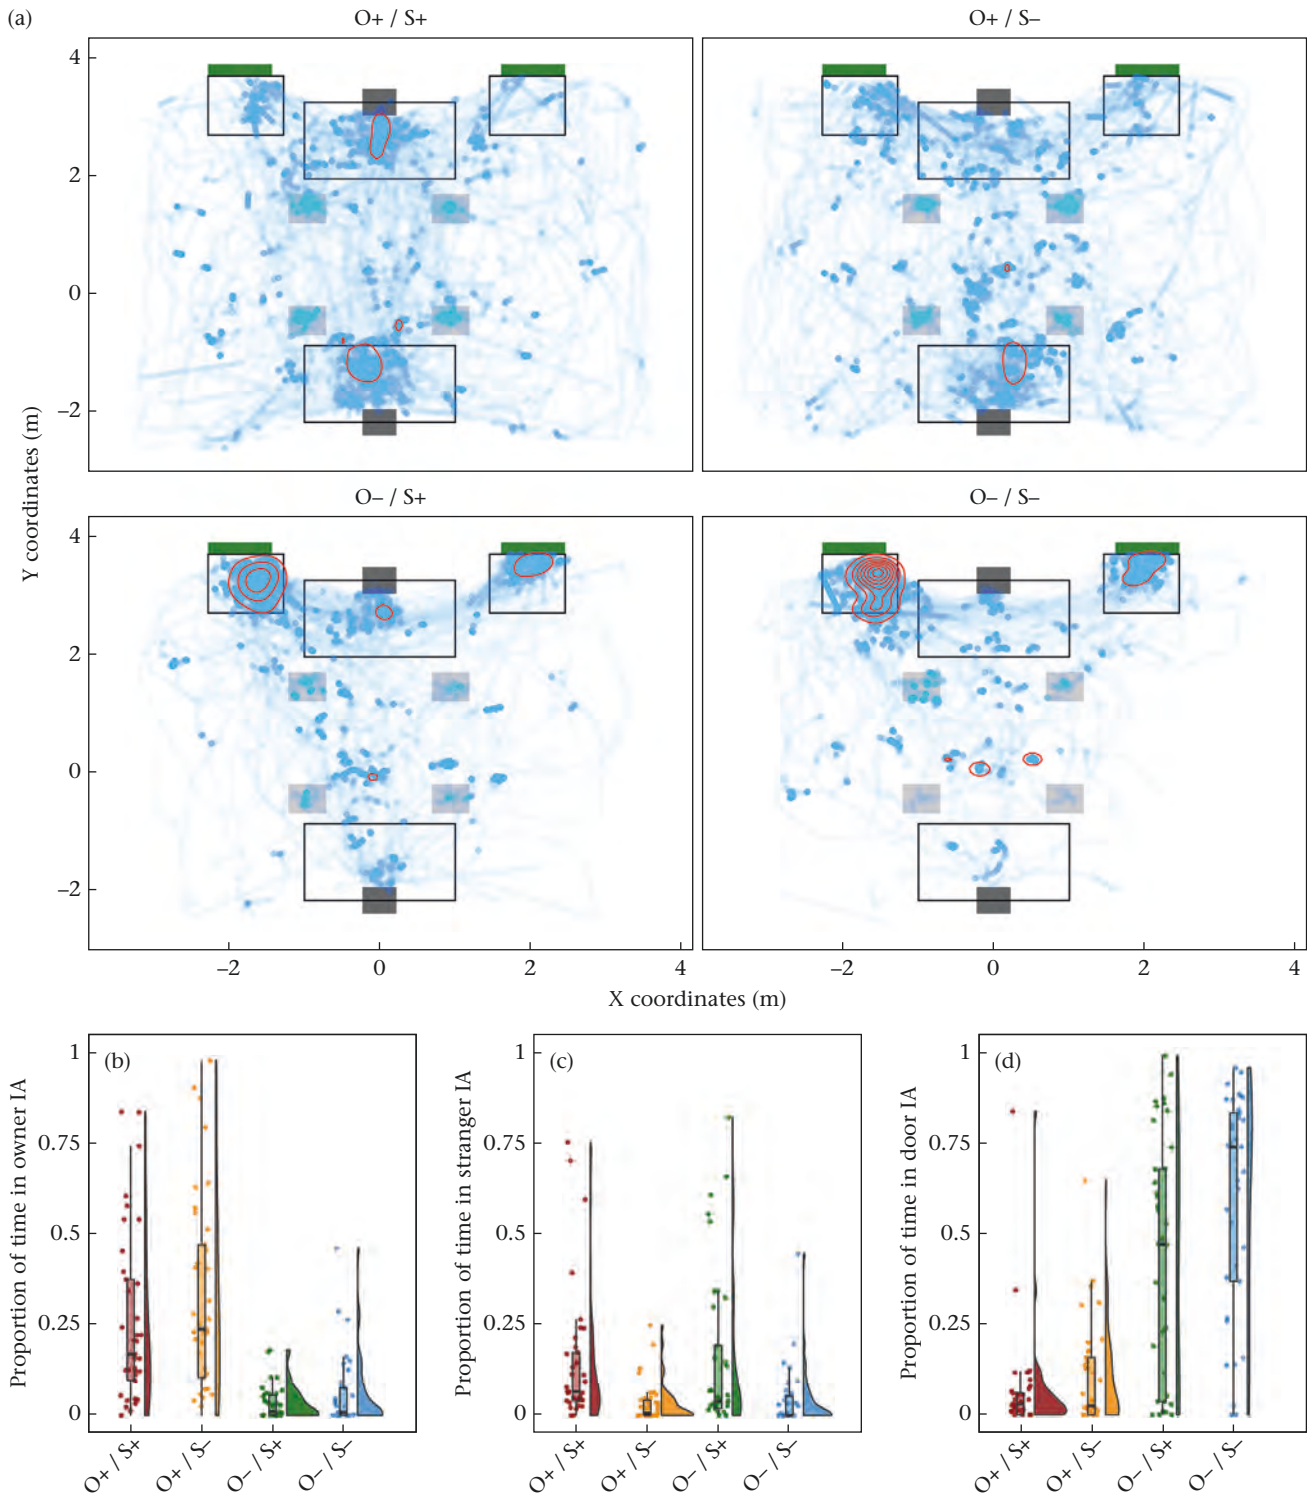 (a)
O+ / S+
O+ / S–
4
2
0
–2
O– / S+
O– / S–
4
2
0
–2
–2
0
2
4
–2
0
2
4
Y coordinates (m)
X coordinates (m)
(b)
Proportion of time in owner IA
1
0.75
0.5
0.25
0
O+ / S+
O+ / S–
O– / S+
O– / S–
(c)
Proportion of time in stranger IA
1
0.75
0.5
0.25
0
O+ / S+
O+ / S–
O– / S+
O– / S–
(d)
Proportion of time in door IA
1
0.75
0.5
0.25
0
O+ / S+
O+ / S–
O– / S+
O– / S–